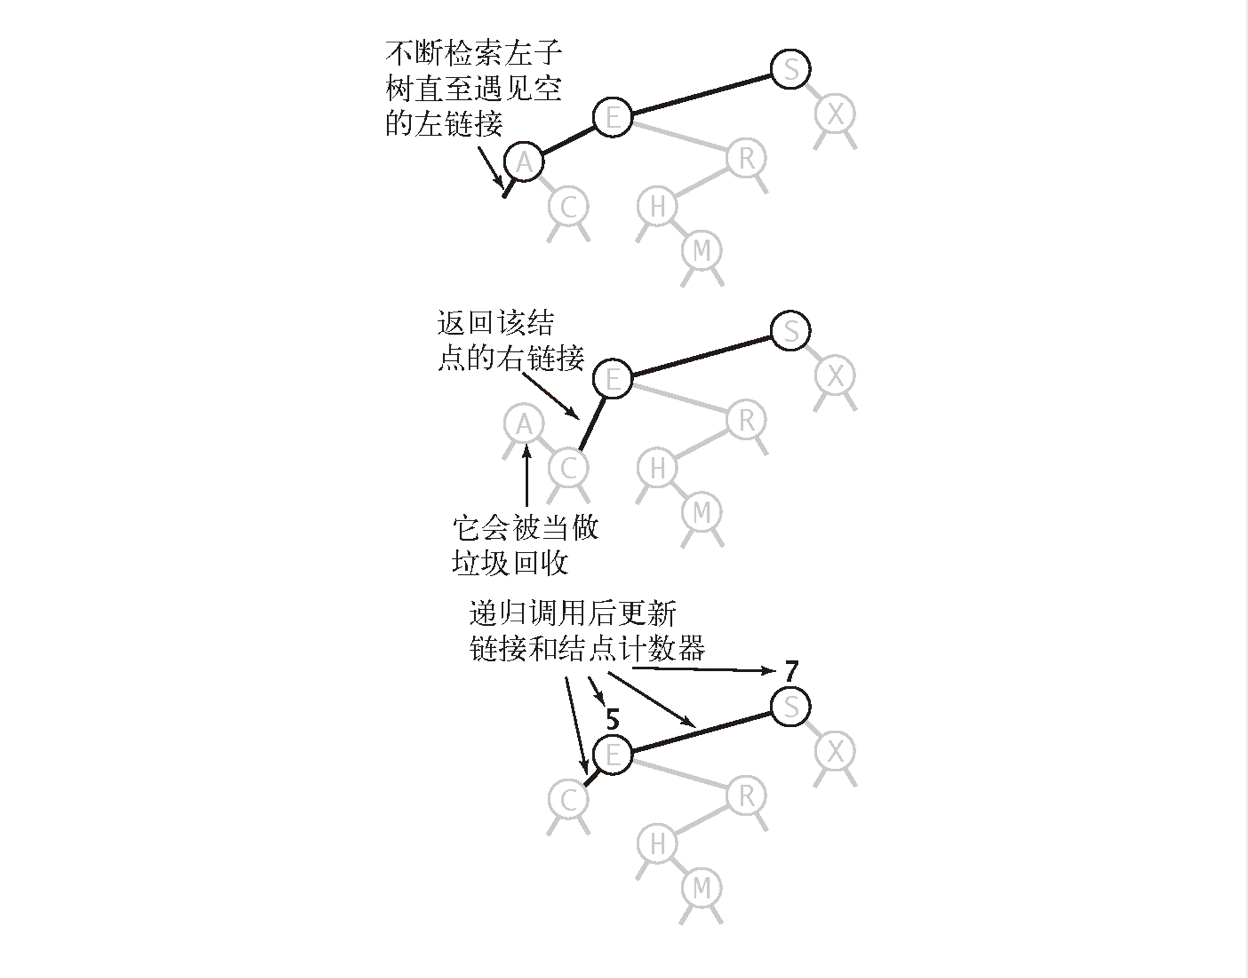 不断检索左子
树直至遇见空
的左链接
S
E
X
A
R
C
H
M
返回该结
点的右链接
S
E
X
A
R
C
H
M
它会被当做
垃圾回收
递归调用后更新
链接和结点计数器
7
S
5
E
X
C
R
H
M